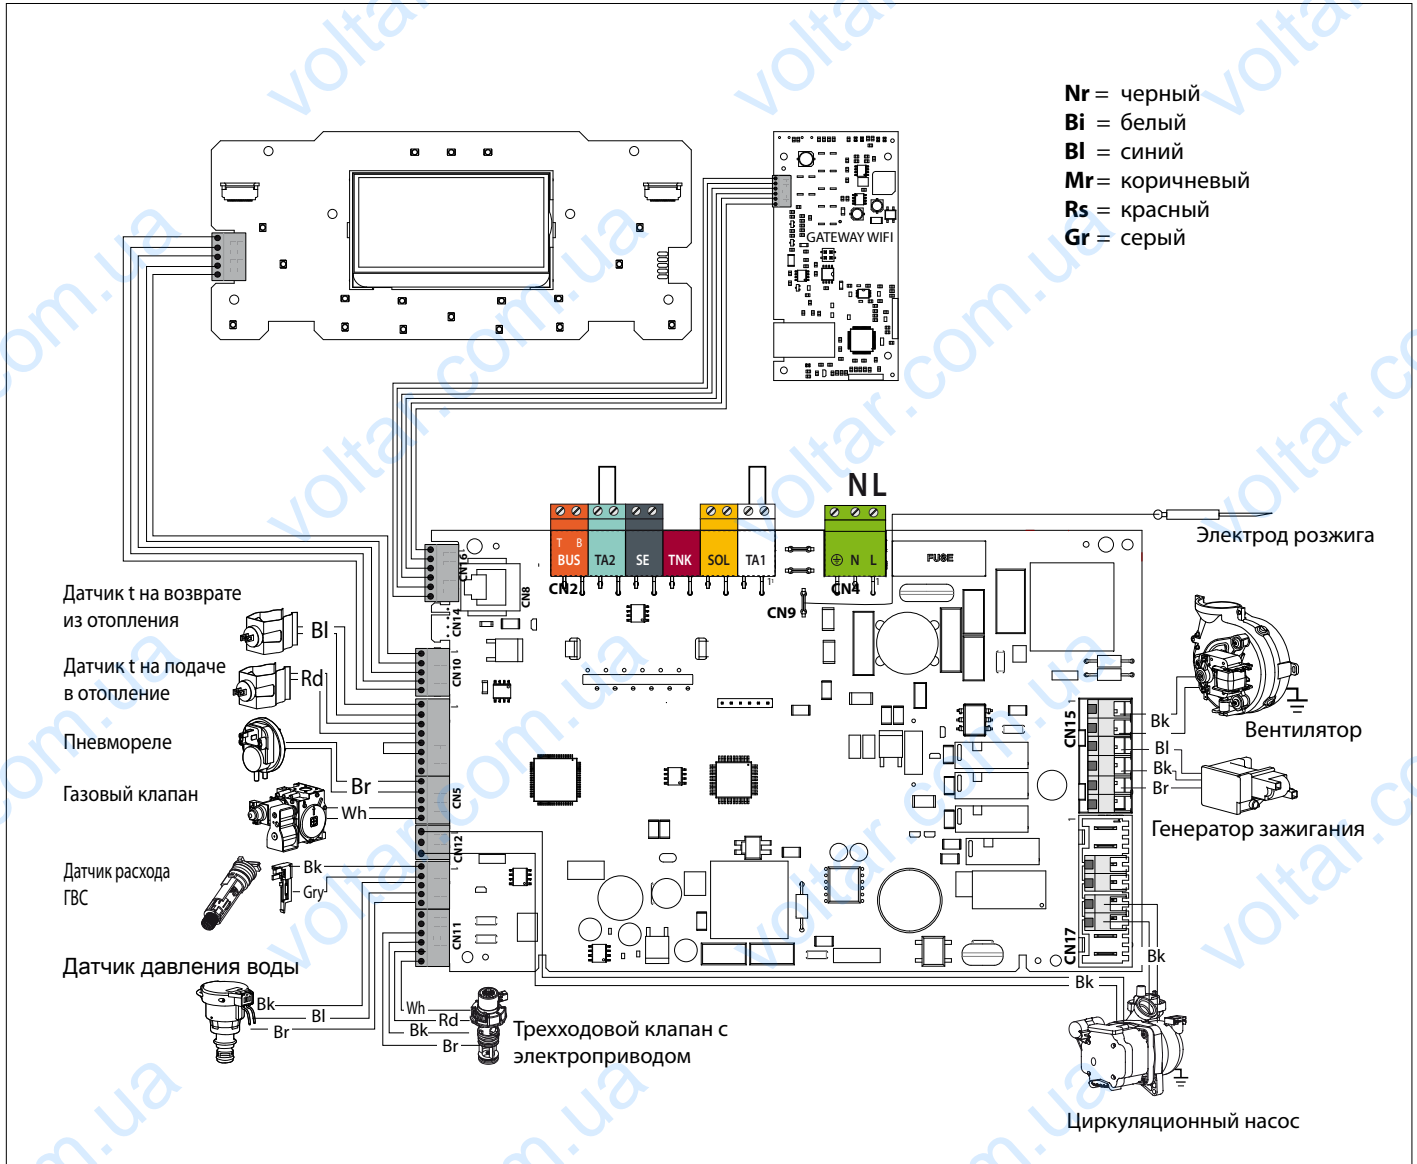 Nr = черный
Bi = белый
Bl = синий
Mr = коричневый
Rs = красный
Gr = серый
GATEWAY WIFI
N L
Электрод розжига
T B
BUS TA2 SE TNK SOL TA1
N L
FUSE
CN2
CN9
CN4
CN16
CN8
CN14
CN10
CN5
CN12
CN11
CN15
CN17
Датчик t на возврате
из отопления
Bl
Датчик t на подаче
в отопление
Rd
Пневмореле
Br
Газовый клапан
Wh
Датчик расхода
ГВС
Bk
Gry
Датчик давления воды
Bk
Bl
Br
Wh
Rd
Bk
Br
Трехходовой клапан с
электроприводом
Bk
Вентилятор
Bl
Bk
Br
Генератор зажигания
Bk
Bk
Циркуляционный насос
voltar.com.ua